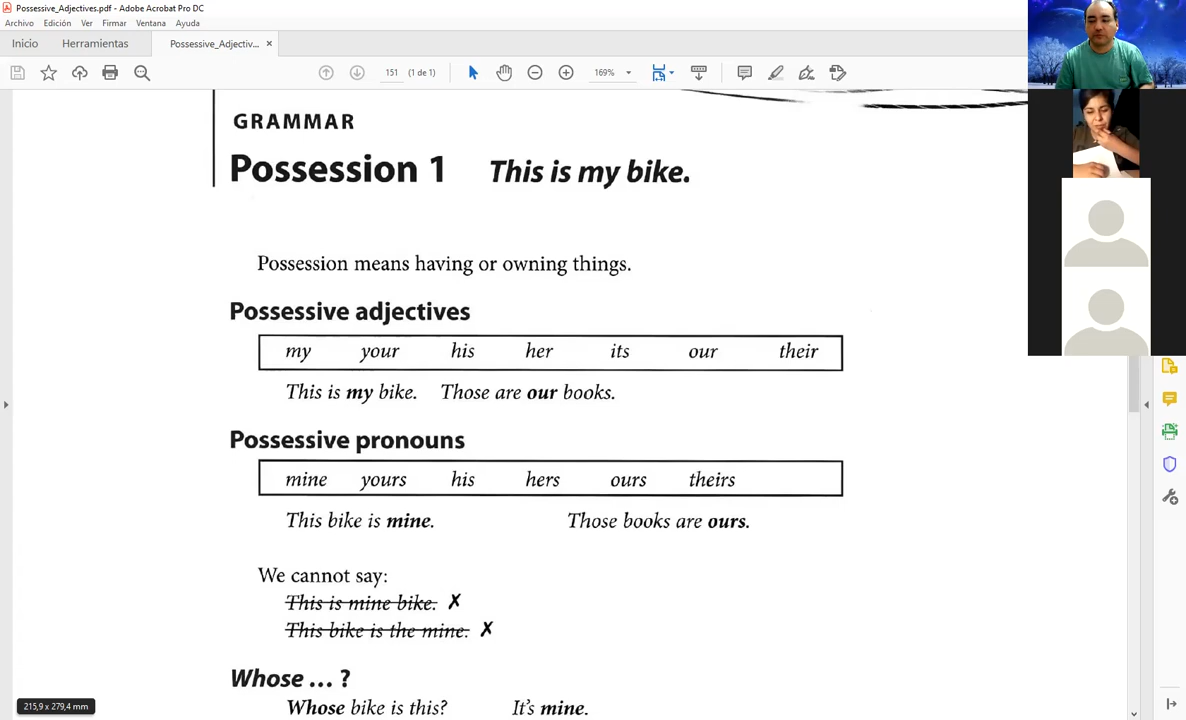 Possessive_Adjectives.pdf - Adobe Acrobat Pro DC
Archivo Edición Ver Firmar Ventana Ayuda
Inicio Herramientas Possessive_Adjectiv... ×
151 (1 de 1) 169%
GRAMMAR
Possession 1 This is my bike.
Possession means having or owning things.
Possessive adjectives
my your his her its our their
This is my bike. Those are our books.
Possessive pronouns
mine yours his hers ours theirs
This bike is mine. Those books are ours.
We cannot say:
This is mine bike. ✗
This bike is the mine. ✗
Whose ... ?
Whose bike is this? It's mine.
215,9 x 279,4 mm